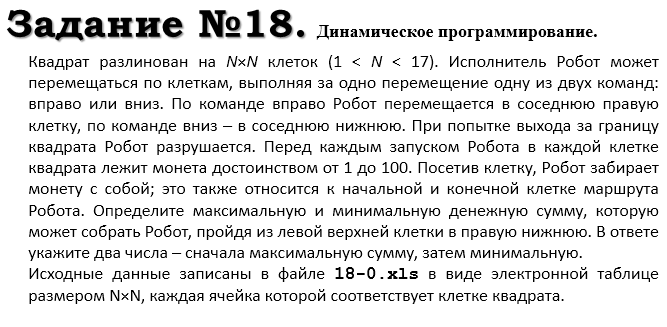 Задание №18. Динамическое программирование.
Квадрат разлинован на N×N клеток (1 < N < 17). Исполнитель Робот может
перемещаться по клеткам, выполняя за одно перемещение одну из двух команд:
вправо или вниз. По команде вправо Робот перемещается в соседнюю правую
клетку, по команде вниз – в соседнюю нижнюю. При попытке выхода за границу
квадрата Робот разрушается. Перед каждым запуском Робота в каждой клетке
квадрата лежит монета достоинством от 1 до 100. Посетив клетку, Робот забирает
монету с собой; это также относится к начальной и конечной клетке маршрута
Робота. Определите максимальную и минимальную денежную сумму, которую
может собрать Робот, пройдя из левой верхней клетки в правую нижнюю. В ответе
укажите два числа – сначала максимальную сумму, затем минимальную.
Исходные данные записаны в файле 18-0.xls в виде электронной таблице
размером N×N, каждая ячейка которой соответствует клетке квадрата.